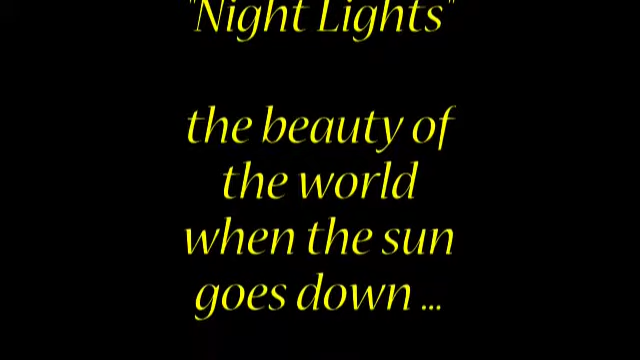 "Night Lights"
the beauty of
the world
when the sun
goes down ...